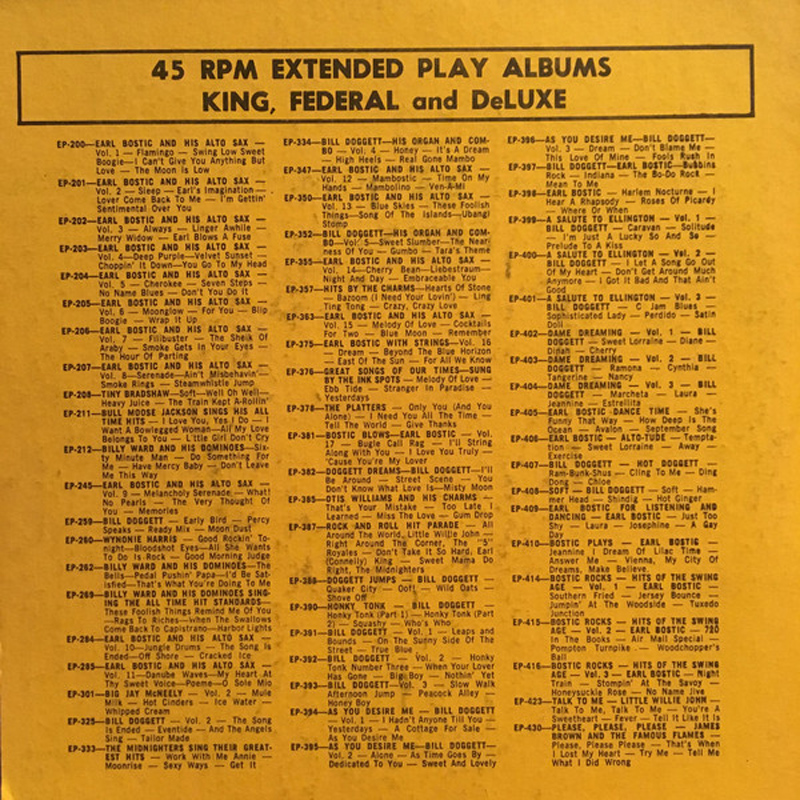 45 RPM EXTENDED PLAY ALBUMS
KING, FEDERAL and DeLUXE
EP-200—EARL BOSTIC AND HIS ALTO SAX —
Vol. 1 — Flamingo — Swing Low Sweet
Boogie—I Can't Give You Anything But
Love — The Moon Is Low
EP-201—EARL BOSTIC AND HIS ALTO SAX —
Vol. 2 — Sleep — Earl's Imagination —
Lover Come Back To Me — I'm Gettin'
Sentimental Over You
EP-202—EARL BOSTIC AND HIS ALTO SAX —
Vol. 3 — Always — Linger Awhile —
Merry Widow — Earl Blows A Fuse
EP-203—EARL BOSTIC AND HIS ALTO SAX —
Vol. 4—Deep Purple—Velvet Sunset —
Choppin' It Down—You Go To My Head
EP-204—EARL BOSTIC AND HIS ALTO SAX —
Vol. 5 — Cherokee — Seven Steps —
No Name Blues — Don't You Do It
EP-205—EARL BOSTIC AND HIS ALTO SAX —
Vol. 6 — Moonglow — For You — Blip
Boogie — Wrap It Up
EP-206—EARL BOSTIC AND HIS ALTO SAX —
Vol. 7 — Filibuster — The Sheik Of
Araby — Smoke Gets In Your Eyes —
The Hour Of Parting
EP-207—EARL BOSTIC AND HIS ALTO SAX —
Vol. 8—Serenade—Ain't Misbehavin'—
Smoke Rings — Steamwhistle Jump
EP-208—TINY BRADSHAW—Soft—Well Oh Well—
Heavy Juice — The Train Kept A-Rollin'
EP-211—BULL MOOSE JACKSON SINGS HIS ALL
TIME HITS — I Love You, Yes I Do — I
Want A Bowlegged Woman—All My Love
Belongs To You — Little Girl Don't Cry
EP-212—BILLY WARD AND HIS DOMINOES—Six-
ty Minute Man — Do Something For
Me — Have Mercy Baby — Don't Leave
Me This Way
EP-245—EARL BOSTIC AND HIS ALTO SAX —
Vol. 9 — Melancholy Serenade — What!
No Pearls — The Very Thought Of
You — Memories
EP-259—BILL DOGGETT — Early Bird — Percy
Speaks — Ready Mix — Moon Dust
EP-260—WYNONIE HARRIS — Good Rockin' To-
night—Bloodshot Eyes—All She Wants
To Do Is Rock — Good Morning Judge
EP-262—BILLY WARD AND HIS DOMINOES—The
Bells—Pedal Pushin' Papa—I'd Be Sat-
isfied—That's What You're Doing To Me
EP-269—BILLY WARD AND HIS DOMINOES SING-
ING THE ALL TIME HIT STANDARDS—
These Foolish Things Remind Me Of You
—Rags To Riches—When The Swallows
Come Back To Capistrano—Harbor Lights
EP-284—EARL BOSTIC AND HIS ALTO SAX —
Vol. 10—Jungle Drums — The Song Is
Ended—Off Shore — Cracked Ice
EP-285—EARL BOSTIC AND HIS ALTO SAX —
Vol. 11—Danube Waves—My Heart At
Thy Sweet Voice—Poeme—O Sole Mio
EP-301—BIG JAY McNEELY — Vol. 2 — Mule
Milk — Hot Cinders — Ice Water —
Whipped Cream
EP-325—BILL DOGGETT — Vol. 2 — The Song
Is Ended — Eventide — And The Angels
Sing — Tailor Made
EP-333—THE MIDNIGHTERS SING THEIR GREAT-
EST HITS — Work With Me Annie —
Moonrise — Sexy Ways — Get It
EP-334—BILL DOGGETT—HIS ORGAN AND COM-
BO — Vol. 4 — Honey — It's A Dream
— High Heels — Real Gone Mambo
EP-347—EARL BOSTIC AND HIS ALTO SAX —
Vol. 12 — Mambostic — Time On My
Hands — Mambolino — Ven-A-Mi
EP-350—EARL BOSTIC AND HIS ALTO SAX —
Vol. 13 — Blue Skies — These Foolish
Things—Song Of The Islands—Ubangi
Stomp
EP-352—BILL DOGGETT—HIS ORGAN AND COM-
BO—Vol. 5—Sweet Slumber—The Near-
ness Of You — Gumbo — Tara's Theme
EP-355—EARL BOSTIC AND HIS ALTO SAX —
Vol. 14—Cherry Bean—Liebestraum—
Night And Day — Embraceable You
EP-357—HITS BY THE CHARMS—Hearts Of Stone
— Bazoom (I Need Your Lovin') — Ling
Ting Tong — Crazy, Crazy Love
EP-363—EARL BOSTIC AND HIS ALTO SAX —
Vol. 15 — Melody Of Love — Cocktails
For Two — Blue Moon — Remember
EP-375—EARL BOSTIC WITH STRINGS—Vol. 16
— Dream — Beyond The Blue Horizon
— East Of The Sun — For All We Know
EP-376—GREAT SONGS OF OUR TIMES—SUNG
BY THE INK SPOTS — Melody Of Love —
Ebb Tide — Stranger In Paradise —
Yesterdays
EP-378—THE PLATTERS — Only You (And You
Alone) — I Need You All The Time —
Tell The World — Give Thanks
EP-381—BOSTIC BLOWS—EARL BOSTIC — Vol.
17 — Bugle Call Rag — I'll String
Along With You — I Love You Truly —
'Cause You're My Lover
EP-382—DOGGETT DREAMS—BILL DOGGETT—I'll
Be Around — Street Scene — You
Don't Know What Love Is—Misty Moon
EP-385—OTIS WILLIAMS AND HIS CHARMS —
That's Your Mistake — Too Late I
Learned — Miss The Love — Gum Drop
EP-387—ROCK AND ROLL HIT PARADE — All
Around The World, Little Willie John —
Right Around The Corner, The "5"
Royales — Don't Take It So Hard, Earl
(Connelly) King — Sweet Mama Do
Right, The Midnighters
EP-388—DOGGETT JUMPS — BILL DOGGETT —
Quaker City — Oof! — Wild Oats —
Shove Off
EP-390—HONKY TONK — BILL DOGGETT —
Honky Tonk (Part 1) — Honky Tonk (Part
2) — Squashy — Who's Who
EP-391—BILL DOGGETT — Vol. 1 — Leaps and
Bounds — On The Sunny Side Of The
Street — True Blue
EP-392—BILL DOGGETT — Vol. 2 — Honky
Tonk Number Three — When Your Lover
Has Gone — Big Boy — Nothin' Yet
EP-393—BILL DOGGETT—Vol. 3 — Slow Walk
Afternoon Jump — Peacock Alley —
Honey Boy
EP-394—AS YOU DESIRE ME—BILL DOGGETT
— Vol. 1 — I Hadn't Anyone Till You —
Yesterdays — A Cottage For Sale —
As You Desire Me
EP-395—AS YOU DESIRE ME—BILL DOGGETT—
Vol. 2 — Alone — As Time Goes By —
Dedicated To You — Sweet And Lovely
EP-396—AS YOU DESIRE ME—BILL DOGGETT—
Vol. 3 — Dream — Don't Blame Me —
This Love Of Mine — Fools Rush In
EP-397—BILL DOGGETT—EARL BOSTIC—Bubbins
Rock — Indiana — The Bo-Do Rock —
Mean To Me
EP-398—EARL BOSTIC — Harlem Nocturne — I
Hear A Rhapsody — Roses Of Picardy
— Where Or When
EP-399—A SALUTE TO ELLINGTON — Vol. 1 —
BILL DOGGETT — Caravan — Solitude
— I'm Just A Lucky So And So —
Prelude To A Kiss
EP-400—A SALUTE TO ELLINGTON — Vol. 2 —
BILL DOGGETT — I Let A Song Go Out
Of My Heart — Don't Get Around Much
Anymore — I Got It Bad And That Ain't
Good
EP-401—A SALUTE TO ELLINGTON — Vol. 3 —
BILL DOGGETT — C Jam Blues —
Sophisticated Lady — Perdido — Satin
Doll
EP-402—DAME DREAMING — Vol. 1 — BILL
DOGGETT — Sweet Lorraine — Diane —
Dinah — Cherry
EP-403—DAME DREAMING — Vol. 2 — BILL
DOGGETT — Ramona — Cynthia —
Tangerine — Nancy
EP-404—DAME DREAMING — Vol. 3 — BILL
DOGGETT — Marcheta — Laura —
Jeannine — Estrellita
EP-405—EARL BOSTIC DANCE TIME — She's
Funny That Way — How Deep Is The
Ocean — Avalon — September Song
EP-406—EARL BOSTIC — ALTO-TUDE — Tempta-
tion — Sweet Lorraine — Away —
Exercise
EP-407—BILL DOGGETT — HOT DOGGETT —
Ram-Bunk-Shus — Cling To Me — Ding
Dong — Chloe
EP-408—SOFT — BILL DOGGETT — Soft — Ham-
mer Head — Shindig — Hot Ginger
EP-409—EARL BOSTIC FOR LISTENING AND
DANCING — EARL BOSTIC — Just Too
Shy — Laura — Josephine — A Gay
Day
EP-410—BOSTIC PLAYS — EARL BOSTIC —
Jeannine I Dream Of Lilac Time —
Answer Me — Vienna, My City Of
Dreams, Make Believe.
EP-414—BOSTIC ROCKS — HITS OF THE SWING
AGE — Vol. 1 — EARL BOSTIC —
Southern Fried — Jersey Bounce —
Jumpin' At The Woodside — Tuxedo
Junction
EP-415—BOSTIC ROCKS — HITS OF THE SWING
AGE — Vol. 2 — EARL BOSTIC — 720
In The Books — Air Mail Special —
Pompton Turnpike — Woodchopper's
Ball
EP-416—BOSTIC ROCKS — HITS OF THE SWING
AGE — Vol. 3 — EARL BOSTIC — Night
Train — Stompin' At The Savoy —
Honeysuckle Rose — No Name Jive
EP-423—TALK TO ME — LITTLE WILLIE JOHN —
Talk To Me, Talk To Me — You're A
Sweetheart — Fever — Tell It Like It Is
EP-430—PLEASE, PLEASE, PLEASE — JAMES
BROWN AND THE FAMOUS FLAMES —
Please, Please Please — That's When
I Lost My Heart — Try Me — Tell Me
What I Did Wrong